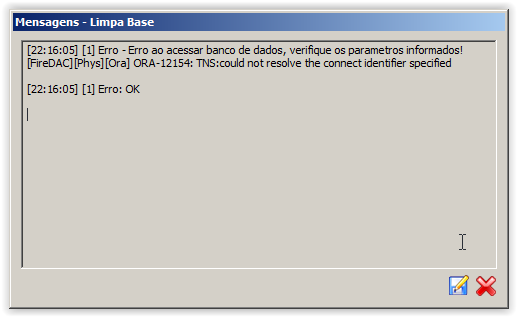 Mensagens - Limpa Base
[22:16:05] [1] Erro - Erro ao acessar banco de dados, verifique os parametros informados!
[FireDAC][Phys][Ora] ORA-12154: TNS:could not resolve the connect identifier specified
[22:16:05] [1] Erro: OK